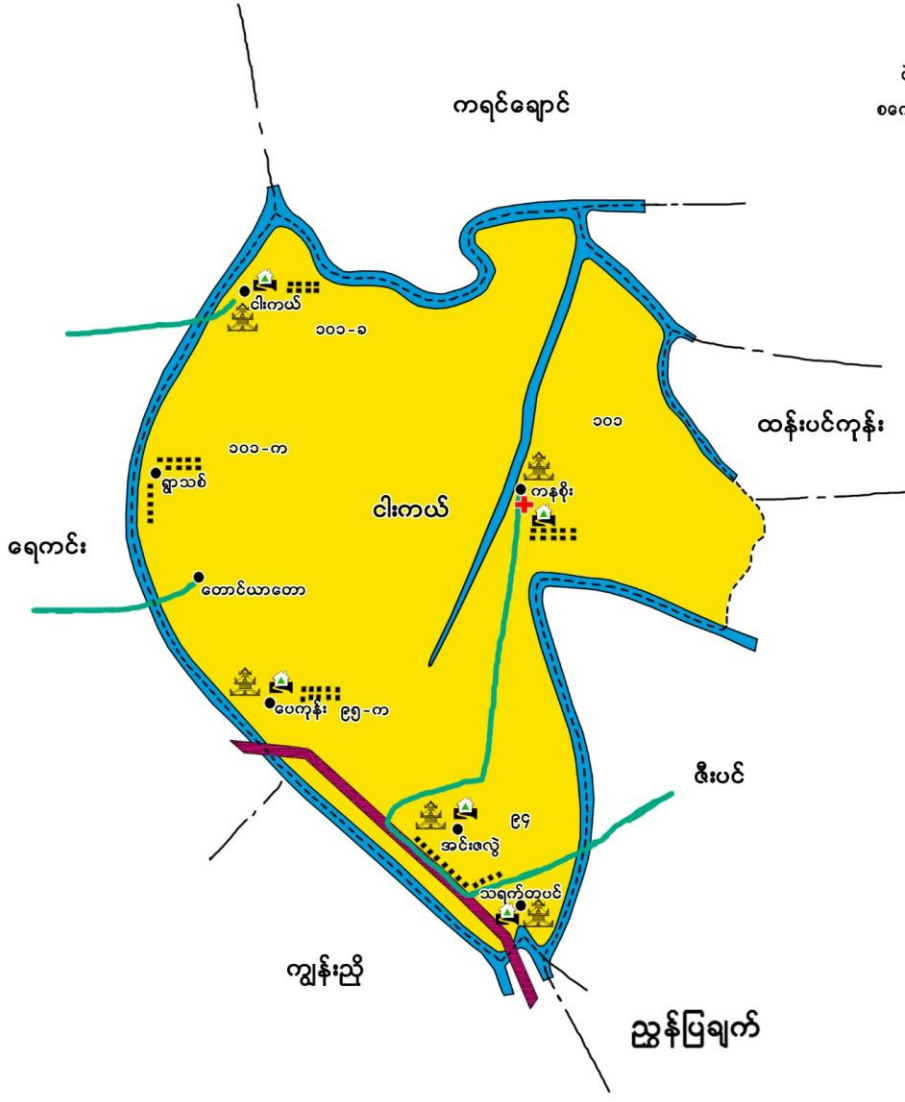 ကရင်ချောင်
ငါးကယ်
၁၀၁-ခ
၁၀၁
ထန်းပင်ကုန်း
၁၀၁-က
ရွာသစ်
ကနစိုး
ငါးကယ်
ရေကင်း
တောင်ယာတော
ပေကုန်း ၉၅-က
ဇီးပင်
၉၄
အင်းဇလွဲ
သရက်တပင်
ကျွန်းညို
ညွှန်ပြချက်